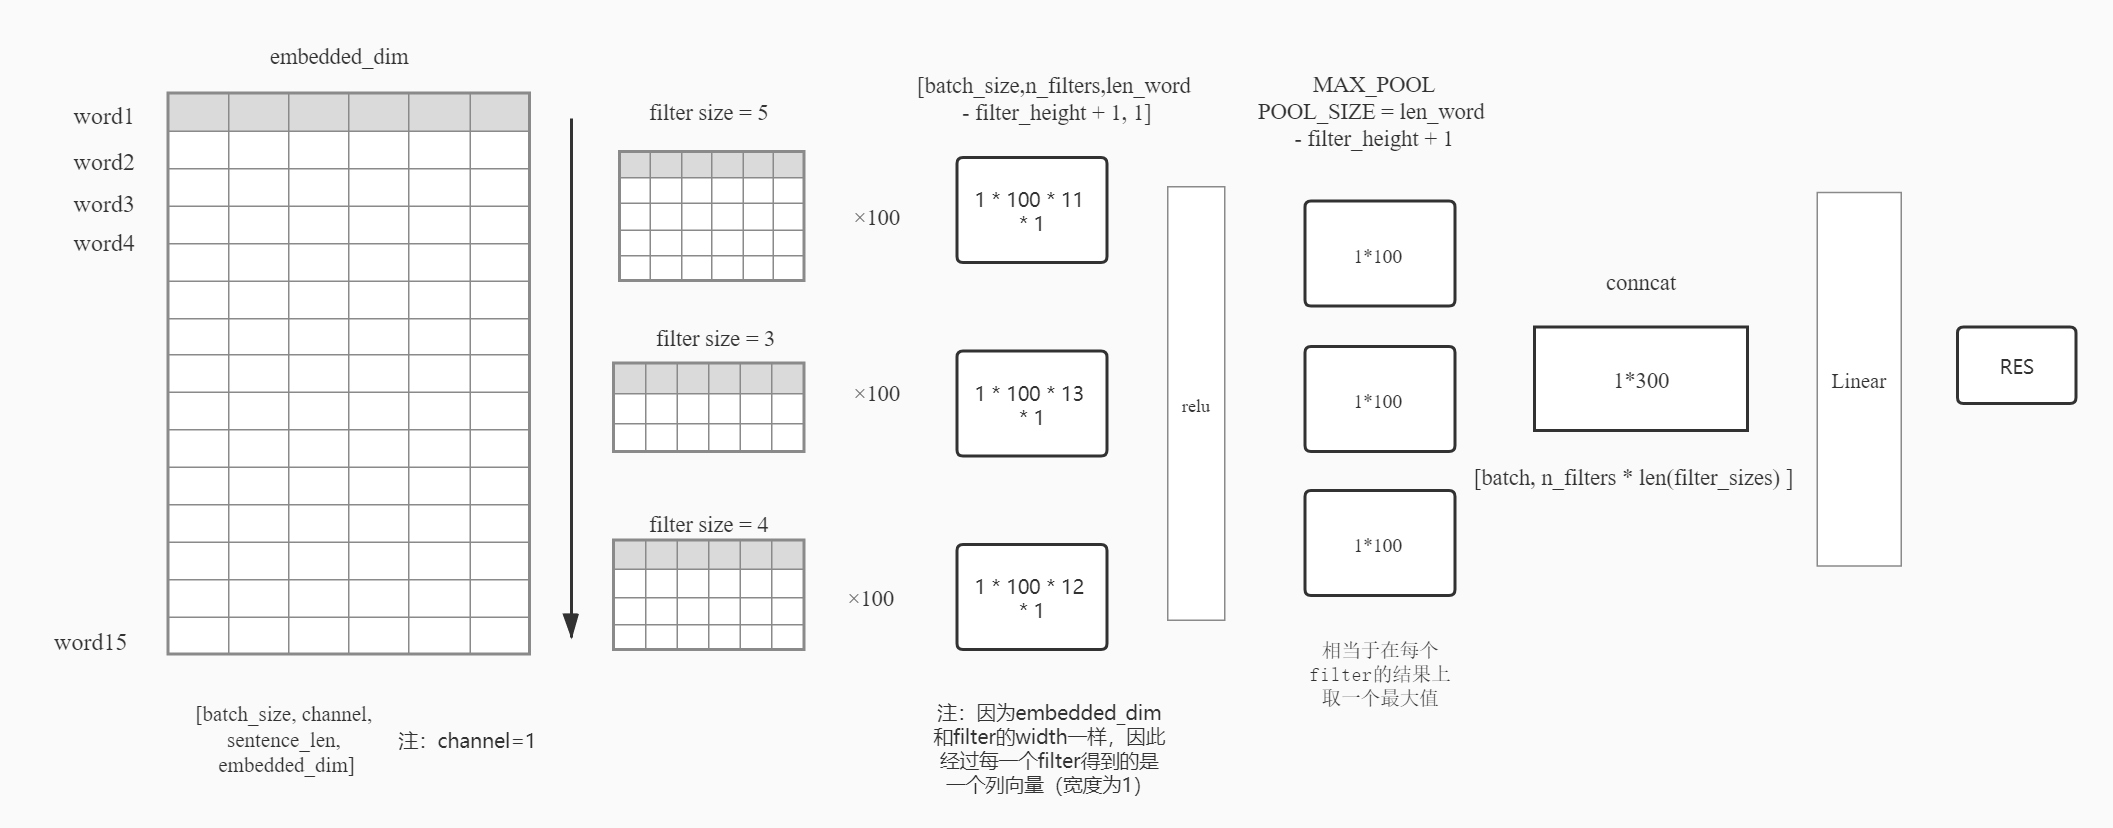 embedded_dim
word1
word2
word3
word4
word15
[batch_size, channel,
sentence_len,
embedded_dim]
注：channel=1
filter size = 5
×100
filter size = 3
×100
filter size = 4
×100
[batch_size,n_filters,len_word
- filter_height + 1, 1]
1 * 100 * 11
* 1
1 * 100 * 13
* 1
1 * 100 * 12
* 1
注：因为embedded_dim
和filter的width一样，因此
经过每一个filter得到的是
一个列向量（宽度为1）
relu
MAX_POOL
POOL_SIZE = len_word
- filter_height + 1
1*100
1*100
1*100
相当于在每个
filter的结果上
取一个最大值
conncat
1*300
[batch, n_filters * len(filter_sizes) ]
Linear
RES